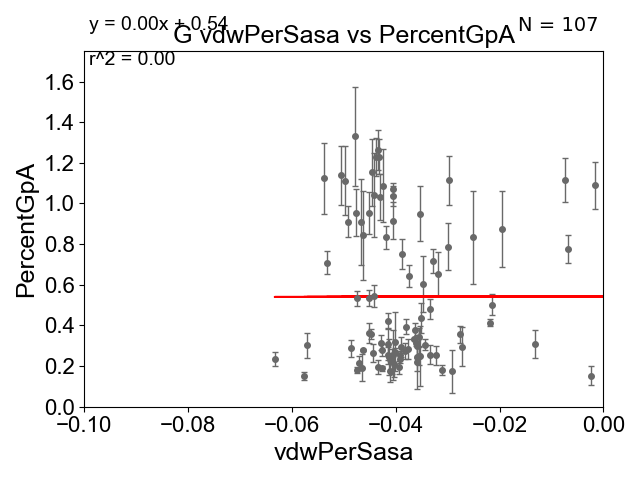 y = 0.00x + 0.54
N = 107
G vdwPerSasa vs PercentGpA
r^2 = 0.00
1.6
1.4
1.2
1.0
0.8
0.6
0.4
0.2
0.0
PercentGpA
−0.10
−0.08
−0.06
−0.04
−0.02
0.00
vdwPerSasa